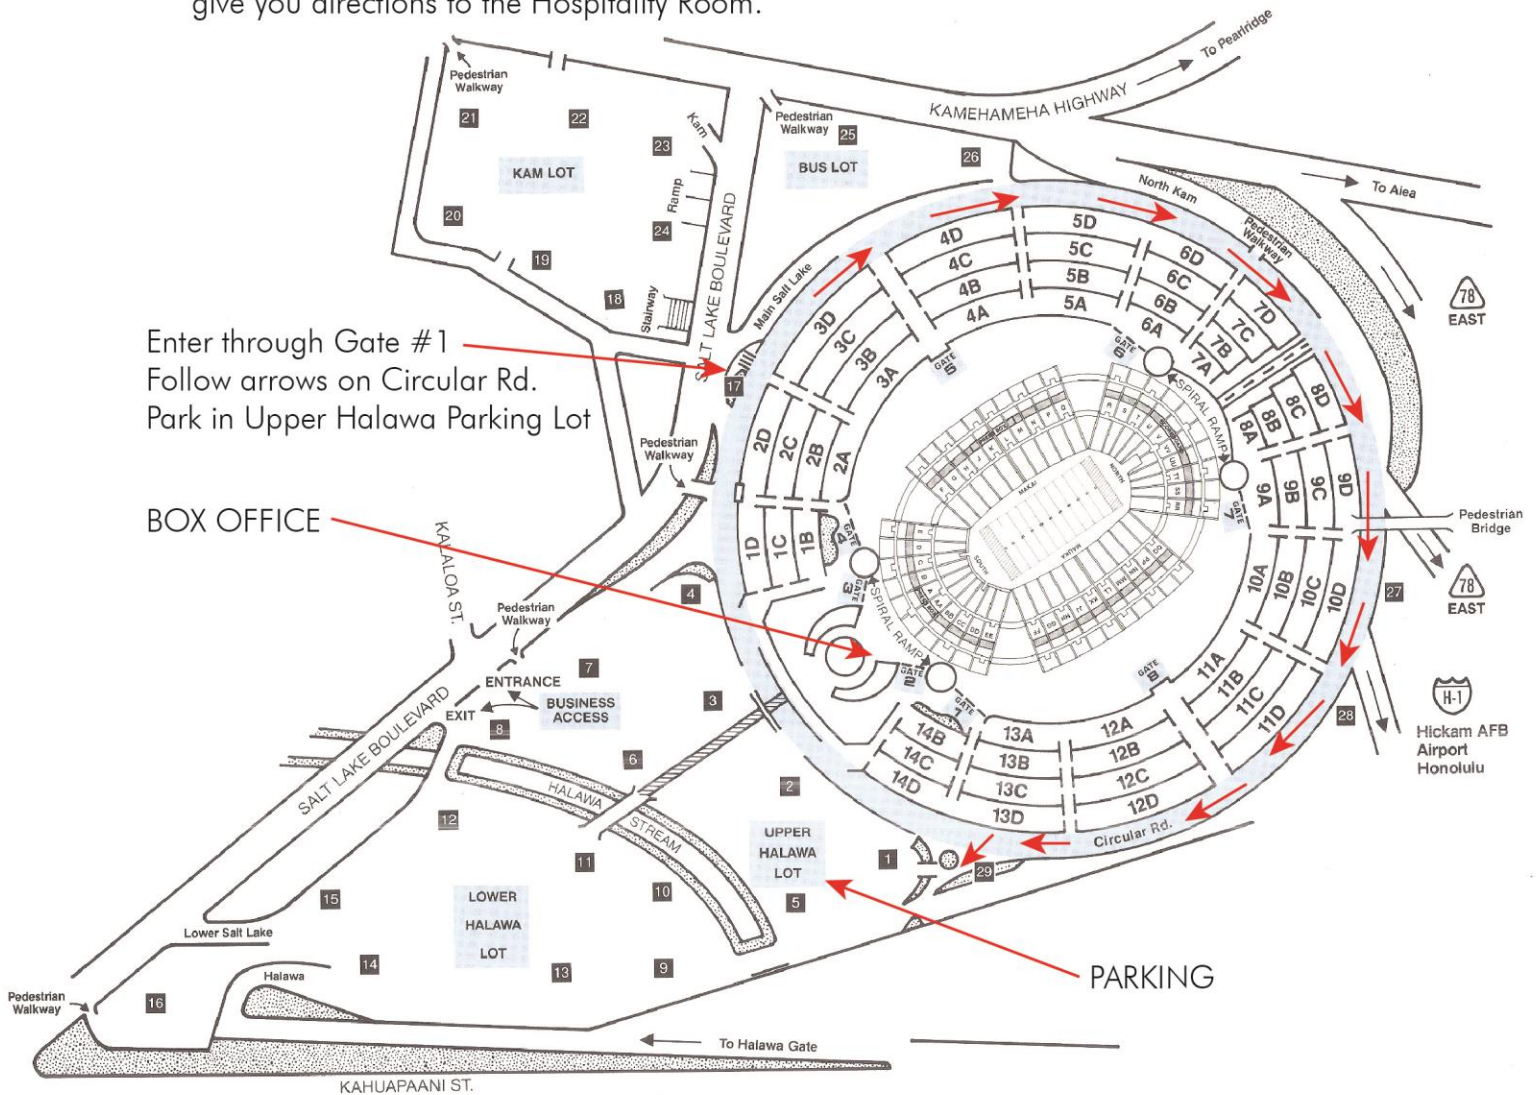 give you directions to the Hospitality Room.
To Pearlridge
KAMEHAMEHA HIGHWAY
Pedestrian
Walkway
21
22
23
Kam
KAM LOT
Ramp
20
24
19
18
Stairway
SALT LAKE BOULEVARD
Pedestrian
Walkway
25
26
BUS LOT
North Kam
To Aiea
Pedestrian
Walkway
78
EAST
Main Salt Lake
Enter through Gate #1
Follow arrows on Circular Rd.
Park in Upper Halawa Parking Lot
17
Pedestrian
Walkway
BOX OFFICE
KALALOA ST.
4D
4C
4B
4A
5D
5C
5B
5A
6D
6C
6B
6A
7D
7C
7B
7A
3D
3C
3B
3A
8D
8C
8B
8A
2D
2C
2B
2A
9A
9B
9C
9D
1D
1C
1B
10A
10B
10C
10D
11A
11B
11C
11D
12A
12B
12C
12D
13A
13B
13C
13D
14B
14C
14D
GATE
5
GATE
6
SPIRAL RAMP
GATE
7
GATE
4
GATE
3
SPIRAL RAMP
GATE
2
GATE
1
GATE
8
MAKAI
NORTH
MAUKA
SOUTH
Pedestrian
Bridge
27
78
EAST
28
H-1
Hickam AFB
Airport
Honolulu
4
Pedestrian
Walkway
7
ENTRANCE
BUSINESS
ACCESS
EXIT
8
3
6
SALT LAKE BOULEVARD
HALAWA
STREAM
2
12
11
UPPER
HALAWA
LOT
1
29
Circular Rd.
10
5
15
LOWER
HALAWA
LOT
Lower Salt Lake
14
13
9
Halawa
PARKING
Pedestrian
Walkway
16
To Halawa Gate
KAHUAPAANI ST.